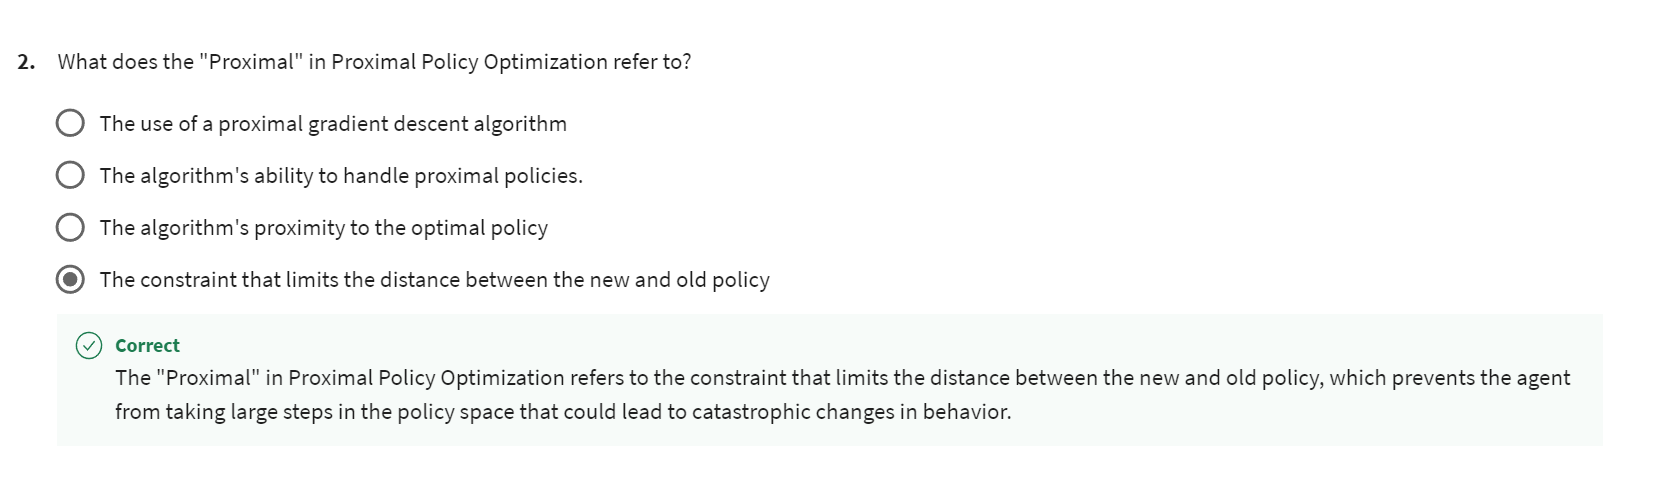 2. What does the "Proximal" in Proximal Policy Optimization refer to?
The use of a proximal gradient descent algorithm
The algorithm's ability to handle proximal policies.
The algorithm's proximity to the optimal policy
The constraint that limits the distance between the new and old policy
Correct
The "Proximal" in Proximal Policy Optimization refers to the constraint that limits the distance between the new and old policy, which prevents the agent
from taking large steps in the policy space that could lead to catastrophic changes in behavior.